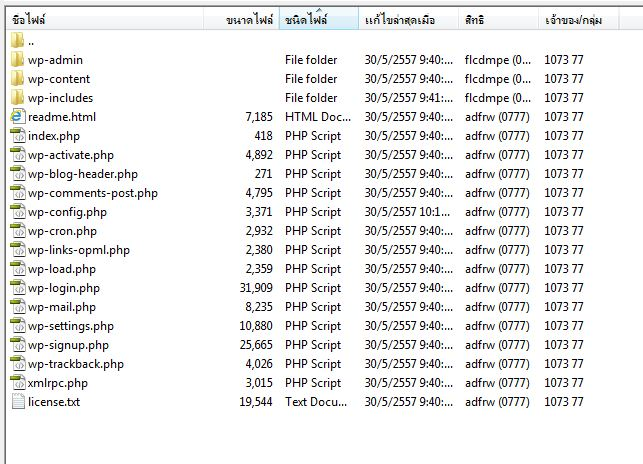 ชื่อไฟล์ ขนาดไฟล์ ชนิดไฟล์ แก้ไขล่าสุดเมื่อ สิทธิ เจ้าของ/กลุ่ม
..
wp-admin File folder 30/5/2557 9:40:... flcdmpe (0... 1073 77
wp-content File folder 30/5/2557 9:40:... flcdmpe (0... 1073 77
wp-includes File folder 30/5/2557 9:41:... flcdmpe (0... 1073 77
readme.html 7,185 HTML Doc... 30/5/2557 9:40:... adfrw (0777) 1073 77
index.php 418 PHP Script 30/5/2557 9:40:... adfrw (0777) 1073 77
wp-activate.php 4,892 PHP Script 30/5/2557 9:40:... adfrw (0777) 1073 77
wp-blog-header.php 271 PHP Script 30/5/2557 9:40:... adfrw (0777) 1073 77
wp-comments-post.php 4,795 PHP Script 30/5/2557 9:40:... adfrw (0777) 1073 77
wp-config.php 3,371 PHP Script 30/5/2557 10:1... adfrw (0777) 1073 77
wp-cron.php 2,932 PHP Script 30/5/2557 9:40:... adfrw (0777) 1073 77
wp-links-opml.php 2,380 PHP Script 30/5/2557 9:40:... adfrw (0777) 1073 77
wp-load.php 2,359 PHP Script 30/5/2557 9:40:... adfrw (0777) 1073 77
wp-login.php 31,909 PHP Script 30/5/2557 9:40:... adfrw (0777) 1073 77
wp-mail.php 8,235 PHP Script 30/5/2557 9:40:... adfrw (0777) 1073 77
wp-settings.php 10,880 PHP Script 30/5/2557 9:40:... adfrw (0777) 1073 77
wp-signup.php 25,665 PHP Script 30/5/2557 9:40:... adfrw (0777) 1073 77
wp-trackback.php 4,026 PHP Script 30/5/2557 9:40:... adfrw (0777) 1073 77
xmlrpc.php 3,015 PHP Script 30/5/2557 9:40:... adfrw (0777) 1073 77
license.txt 19,544 Text Docu... 30/5/2557 9:40:... adfrw (0777) 1073 77